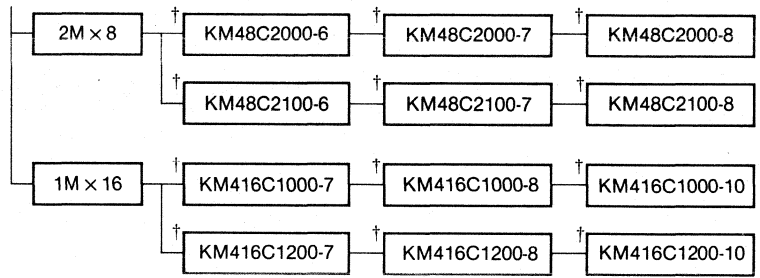 † † †
2M × 8 KM48C2000-6 KM48C2000-7 KM48C2000-8
† † †
KM48C2100-6 KM48C2100-7 KM48C2100-8
† † †
1M × 16 KM416C1000-7 KM416C1000-8 KM416C1000-10
† † †
KM416C1200-7 KM416C1200-8 KM416C1200-10